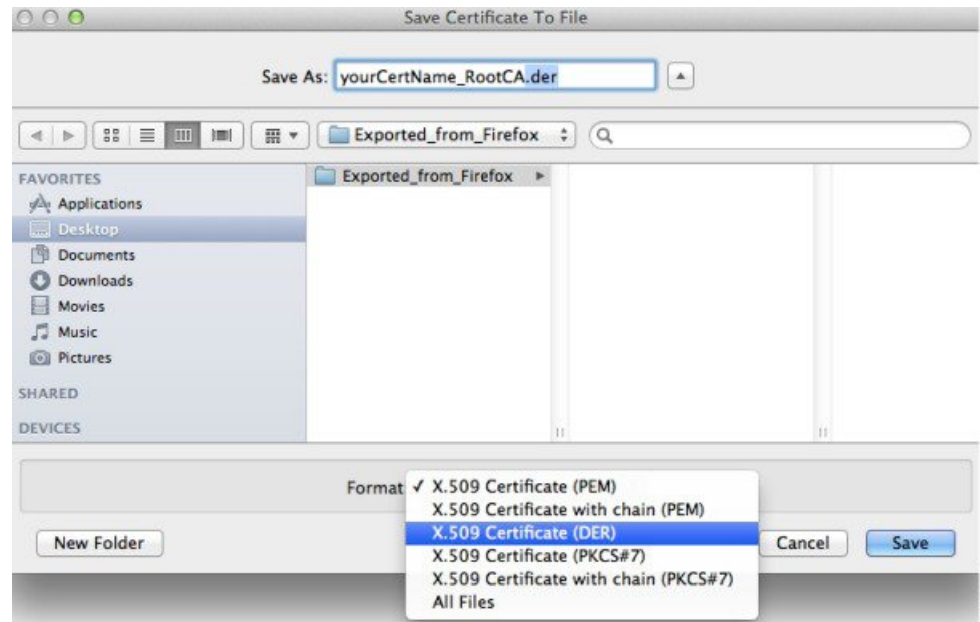 Save Certificate To File
Save As: yourCertName_RootCA.der
Exported_from_Firefox
FAVORITES
Applications
Desktop
Documents
Downloads
Movies
Music
Pictures
SHARED
DEVICES
Exported_from_Firefox
Format
✓ X.509 Certificate (PEM)
X.509 Certificate with chain (PEM)
X.509 Certificate (DER)
X.509 Certificate (PKCS#7)
X.509 Certificate with chain (PKCS#7)
All Files
New Folder
Cancel
Save